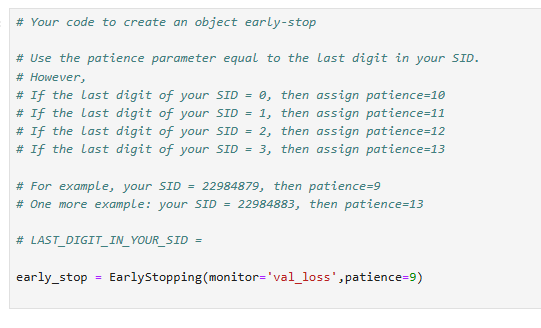 # Your code to create an object early-stop
# Use the patience parameter equal to the last digit in your SID.
# However,
# If the last digit of your SID = 0, then assign patience=10
# If the last digit of your SID = 1, then assign patience=11
# If the last digit of your SID = 2, then assign patience=12
# If the last digit of your SID = 3, then assign patience=13
# For example, your SID = 22984879, then patience=9
# One more example: your SID = 22984883, then patience=13
# LAST_DIGIT_IN_YOUR_SID =
early_stop = EarlyStopping(monitor='val_loss',patience=9)